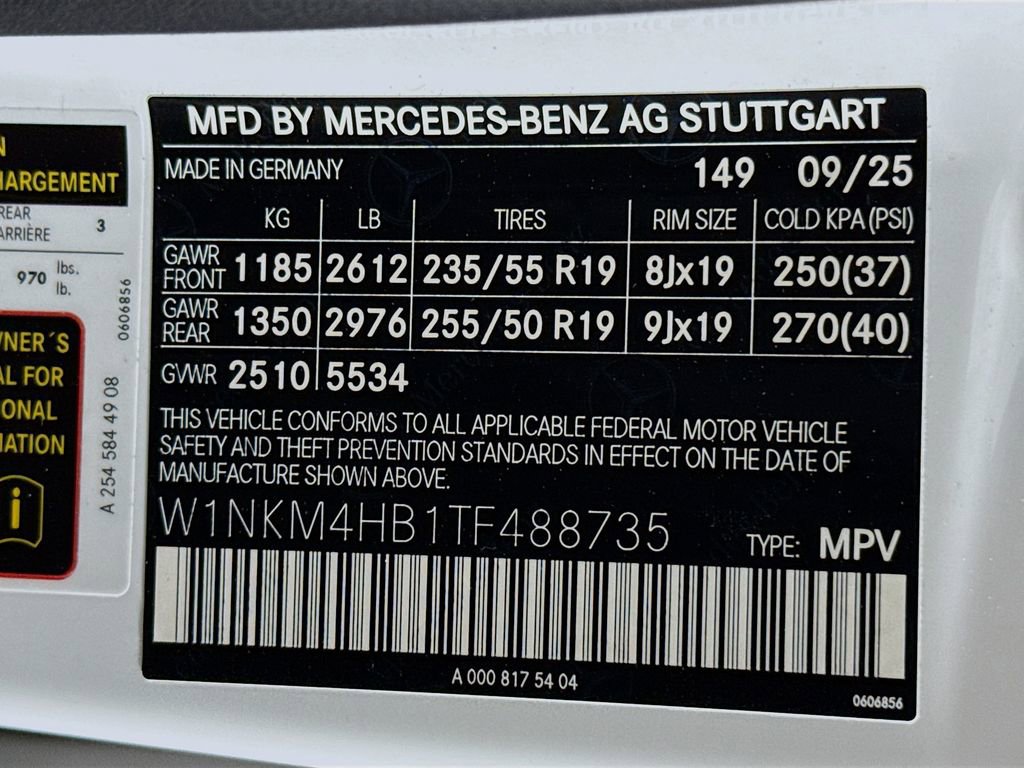 N
HARGEMENT
REAR
ARRIÈRE
3
970 lbs.
lb.
0606856
WNER´S
AL FOR
IONAL
MATION
i
A 254 584 49 08
MFD BY MERCEDES-BENZ AG STUTTGART
MADE IN GERMANY 149 09/25
KG LB TIRES RIM SIZE COLD KPA(PSI)
GAWR FRONT 1185 2612 235/55 R19 8Jx19 250(37)
GAWR REAR 1350 2976 255/50 R19 9Jx19 270(40)
GVWR 2510 5534
THIS VEHICLE CONFORMS TO ALL APPLICABLE FEDERAL MOTOR VEHICLE
SAFETY AND THEFT PREVENTION STANDARDS IN EFFECT ON THE DATE OF
MANUFACTURE SHOWN ABOVE.
W1NKM4HB1TF488735
TYPE: MPV
A 000 817 54 04
0606856